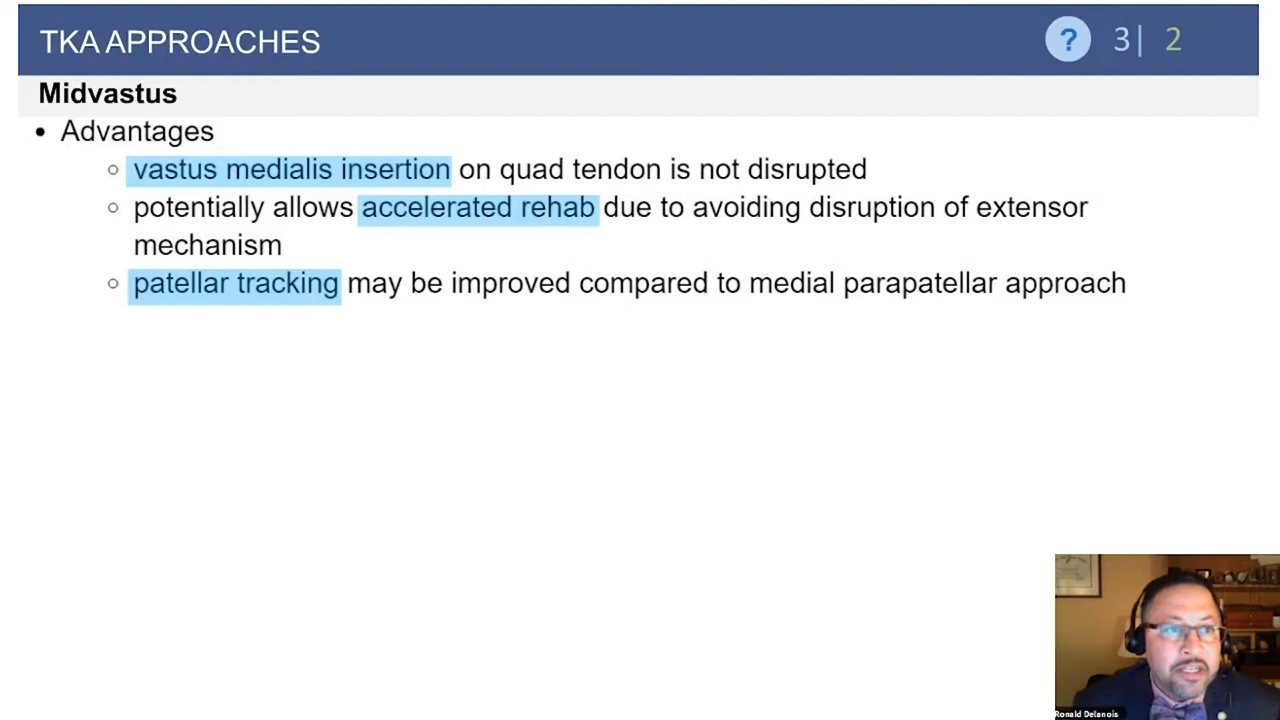 TKA APPROACHES
? 3| 2
Midvastus
• Advantages
○ vastus medialis insertion on quad tendon is not disrupted
○ potentially allows accelerated rehab due to avoiding disruption of extensor
mechanism
○ patellar tracking may be improved compared to medial parapatellar approach
Ronald Delanois